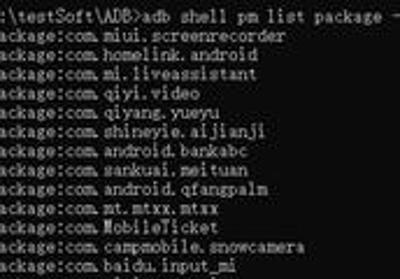 :\testSoft\ADB>adb shell pm list package -
ackage:com.miui.screenrecorder
ackage:com.homelink.android
ackage:com.mi.liveassistant
ackage:com.qiyi.video
ackage:com.qiyang.yueyu
ackage:com.shineyie.aijianji
ackage:com.android.bankabc
ackage:com.sankuai.meituan
ackage:com.android.qfangpalm
ackage:com.mt.mtxx.mtxx
ackage:com.MobileTicket
ackage:com.campmobile.snowcamera
ackage:com.baidu.input_mi